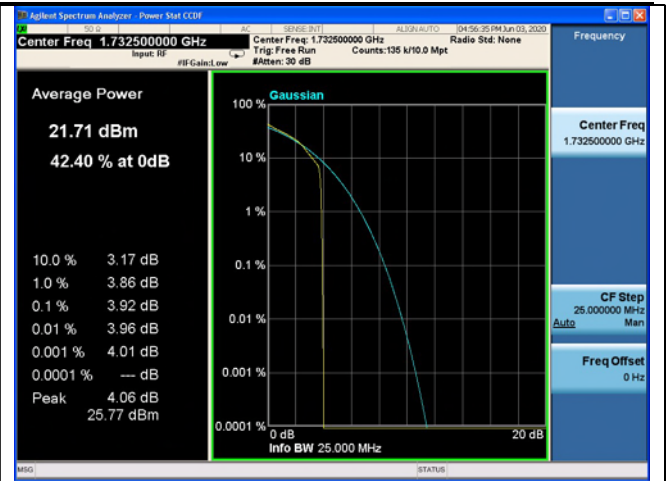 Agilent Spectrum Analyzer - Power Stat CCDF
50 Ω AC SENSE:INT ALIGN AUTO 04:56:35 PM Jun 03, 2020
Center Freq 1.732500000 GHz
Input: RF
#IFGain:Low
Center Freq: 1.732500000 GHz
Radio Std: None
Trig: Free Run Counts:135 k/10.0 Mpt
#Atten: 30 dB
Frequency
Average Power
21.71 dBm
42.40 % at 0dB
10.0 % 3.17 dB
1.0 % 3.86 dB
0.1 % 3.92 dB
0.01 % 3.96 dB
0.001 % 4.01 dB
0.0001 % --- dB
Peak 4.06 dB
25.77 dBm
Gaussian
100 %
10 %
1 %
0.1 %
0.01 %
0.001 %
0.0001 %
0 dB 20 dB
Info BW 25.000 MHz
Center Freq
1.732500000 GHz
CF Step
25.000000 MHz
Auto Man
Freq Offset
0 Hz
MSG STATUS